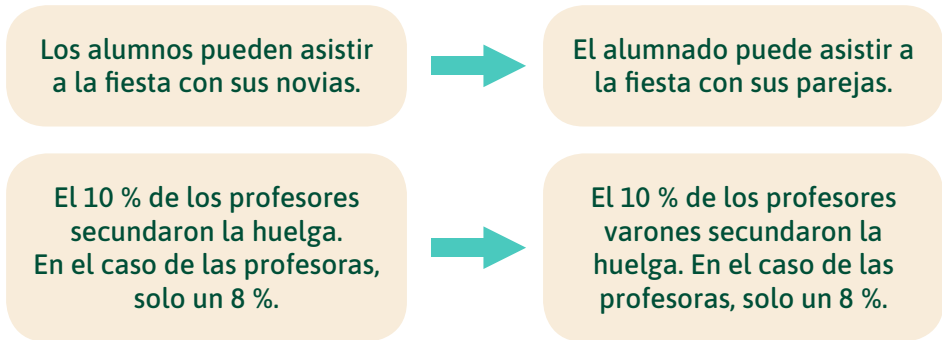 Los alumnos pueden asistir
a la fiesta con sus novias.
El alumnado puede asistir a
la fiesta con sus parejas.
El 10 % de los profesores
secundaron la huelga.
En el caso de las profesoras,
solo un 8 %.
El 10 % de los profesores
varones secundaron la
huelga. En el caso de las
profesoras, solo un 8 %.